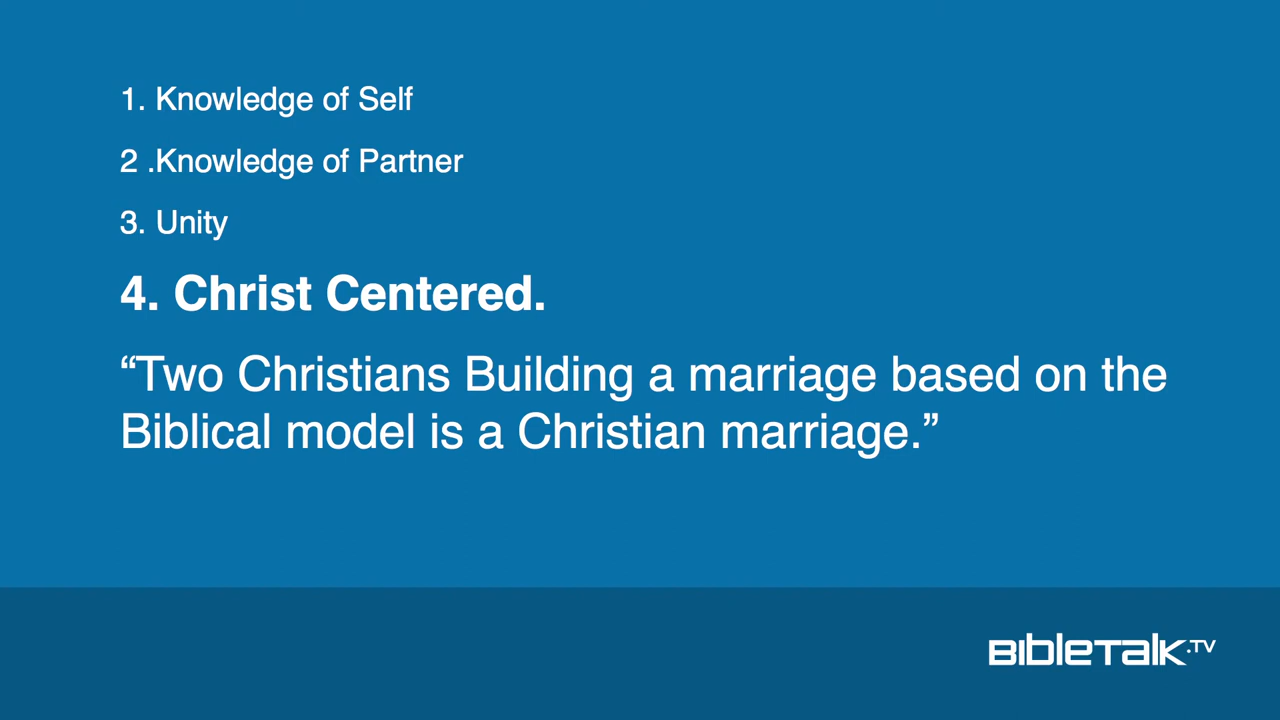 1. Knowledge of Self
2 .Knowledge of Partner
3. Unity
4. Christ Centered.
“Two Christians Building a marriage based on the
Biblical model is a Christian marriage.”
BIBLETALK.TV